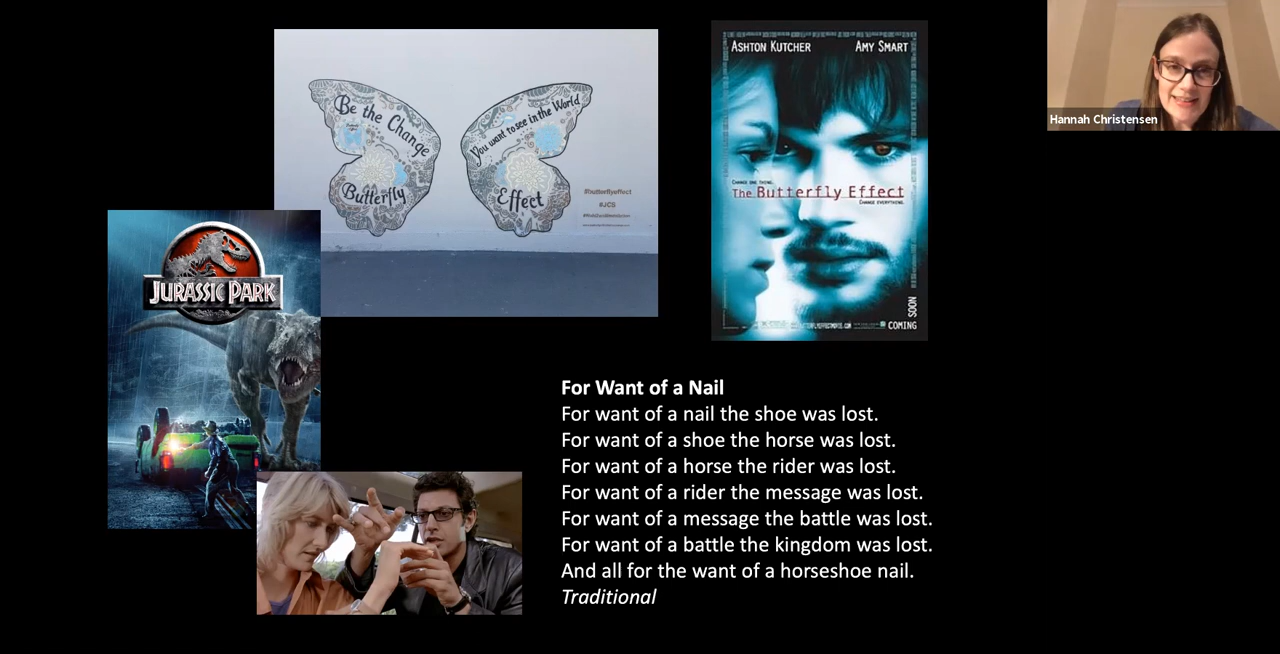 Be the Change
Butterfly
You want to see in the World
Effect
#butterflyeffect
#JCS
ASHTON KUTCHER
AMY SMART
CHANGE ONE THING.
The Butterfly Effect
CHANGE EVERYTHING.
COMING
SOON
Hannah Christensen
JURASSIC PARK
For Want of a Nail
For want of a nail the shoe was lost.
For want of a shoe the horse was lost.
For want of a horse the rider was lost.
For want of a rider the message was lost.
For want of a message the battle was lost.
For want of a battle the kingdom was lost.
And all for the want of a horseshoe nail.
Traditional